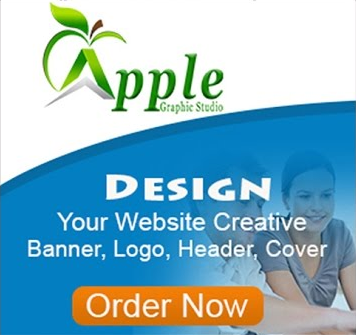 Apple
Graphic Studio
DESIGN
Your Website Creative
Banner, Logo, Header, Cover
Order Now